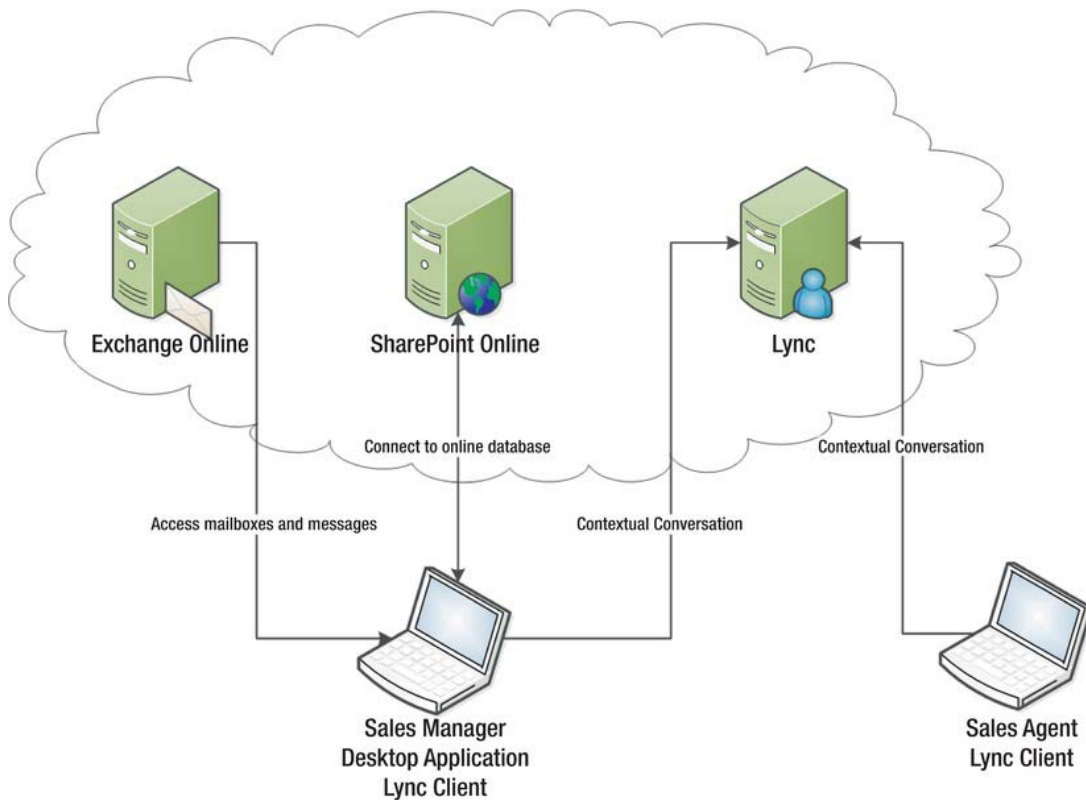 Exchange Online
SharePoint Online
Lync
Connect to online database
Contextual Conversation
Access mailboxes and messages
Contextual Conversation
Sales Manager
Desktop Application
Lync Client
Sales Agent
Lync Client